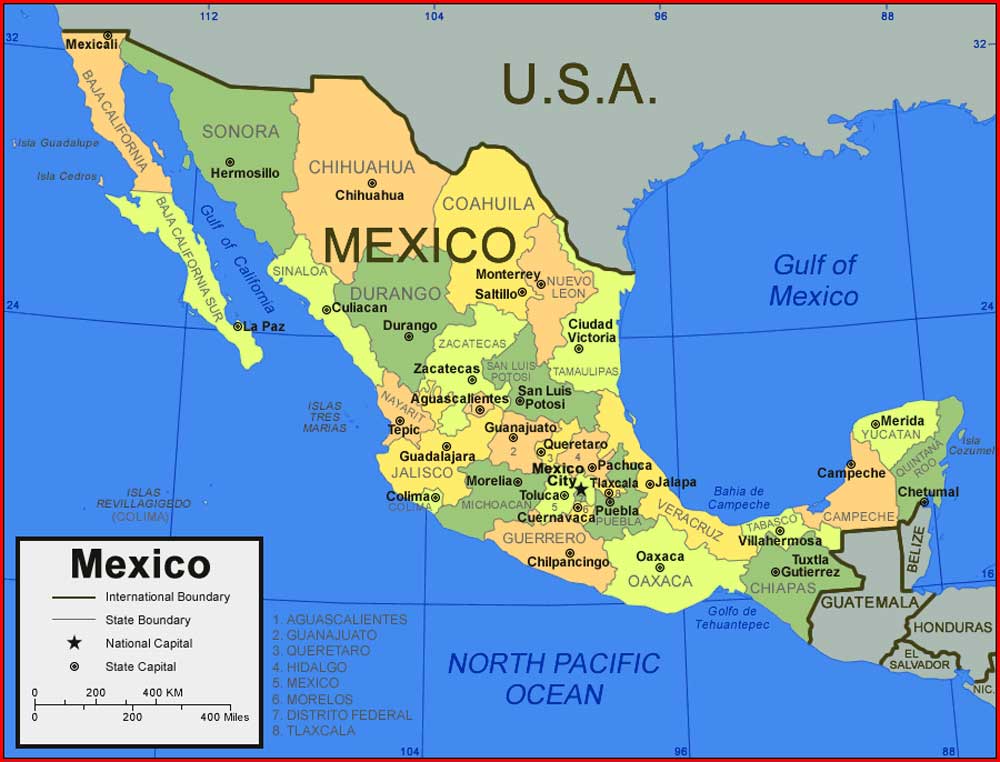 112
104
96
88
32
32
Mexicali
U.S.A.
BAJA CALIFORNIA
SONORA
Isla Guadalupe
CHIHUAHUA
Hermosillo
Isla Cedros
Chihuahua
COAHUILA
BAJA CALIFORNIA SUR
Gulf of California
MEXICO
Gulf of
Mexico
SINALOA
Monterrey
NUEVO
LEON
Saltillo
DURANGO
24
24
Culiacan
La Paz
Durango
Ciudad
Victoria
ZACATECAS
SAN LUIS
POTOSI
TAMAULIPAS
Zacatecas
San Luis
Potosi
NAYARIT
Aguascalientes
1
ISLAS
TRES
MARIAS
Tepic
Guanajuato
2
Merida
YUCATAN
QUINTANA
ROO
Isla
Cozumel
Guadalajara
JALISCO
Queretaro
3
4
Mexico
City
Pachuca
Campeche
Morelia
Toluca
Tlaxcala
8
Jalapa
Bahia de
Campeche
Chetumal
ISLAS
REVILLAGIGEDO
(COLIMA)
Colima
COLIMA
MICHOACAN
5
7
6
Cuernavaca
Puebla
PUEBLA
VERACRUZ
TABASCO
CAMPECHE
Villahermosa
BELIZE
GUERRERO
Chilpancingo
Oaxaca
OAXACA
Tuxtla
Gutierrez
CHIAPAS
16
GUATEMALA
Golfo de
Tehuantepec
HONDURAS
EL
SALVADOR
NIC.
NORTH PACIFIC
OCEAN
Mexico
International Boundary
State Boundary
National Capital
State Capital
0 200 400 KM
0 200 400 Miles
1. AGUASCALIENTES
2. GUANAJUATO
3. QUERETARO
4. HIDALGO
5. MEXICO
6. MORELOS
7. DISTRITO FEDERAL
8. TLAXCALA
104
96
88